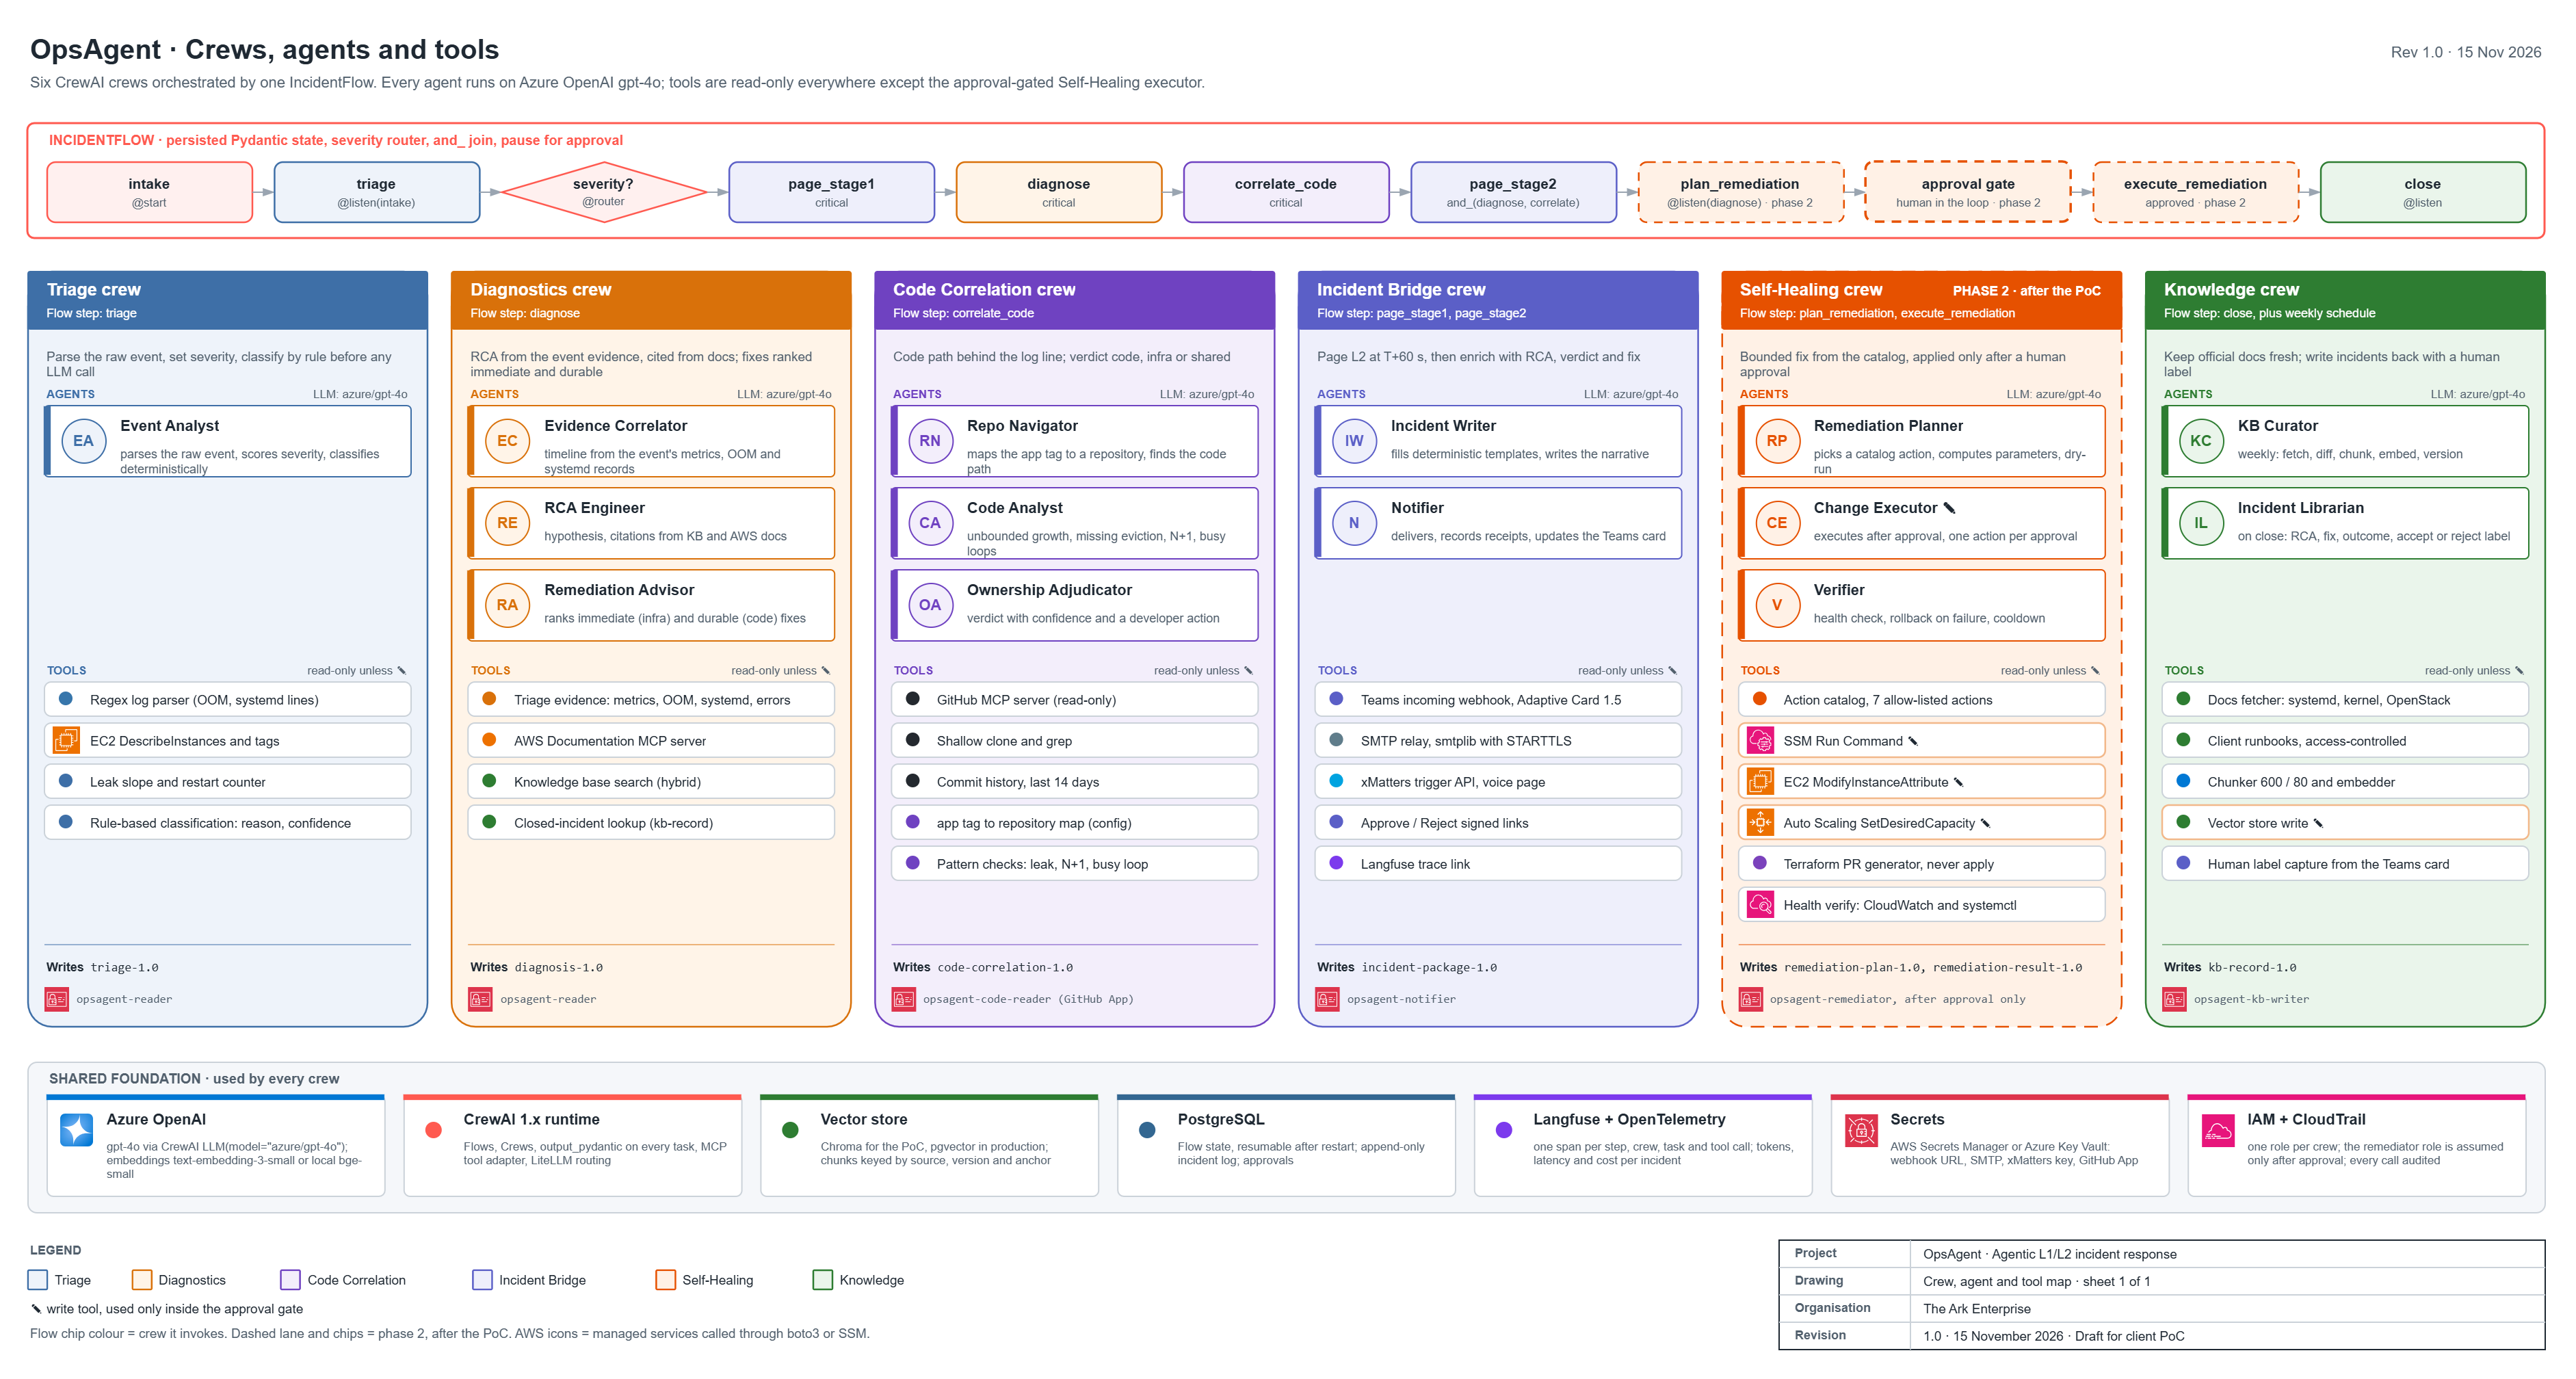 OpsAgent · Crews, agents and tools
Rev 1.0 · 15 Nov 2026
Six CrewAI crews orchestrated by one IncidentFlow. Every agent runs on Azure OpenAI gpt-4o; tools are read-only everywhere except the approval-gated Self-Healing executor.
INCIDENTFLOW · persisted Pydantic state, severity router, and_ join, pause for approval
intake
@start
triage
@listen(intake)
severity?
@router
page_stage1
critical
diagnose
critical
correlate_code
critical
page_stage2
and_(diagnose, correlate)
plan_remediation
@listen(diagnose) · phase 2
approval gate
human in the loop · phase 2
execute_remediation
approved · phase 2
close
@listen
Triage crew
Flow step: triage
Parse the raw event, set severity, classify by rule before any
LLM call
AGENTS
LLM: azure/gpt-4o
EA
Event Analyst
parses the raw event, scores severity, classifies
deterministically
TOOLS
read-only unless ✎
Regex log parser (OOM, systemd lines)
EC2 DescribeInstances and tags
Leak slope and restart counter
Rule-based classification: reason, confidence
Writes triage-1.0
opsagent-reader
Diagnostics crew
Flow step: diagnose
RCA from the event evidence, cited from docs; fixes ranked
immediate and durable
AGENTS
LLM: azure/gpt-4o
EC
Evidence Correlator
timeline from the event's metrics, OOM and
systemd records
RE
RCA Engineer
hypothesis, citations from KB and AWS docs
RA
Remediation Advisor
ranks immediate (infra) and durable (code) fixes
TOOLS
read-only unless ✎
Triage evidence: metrics, OOM, systemd, errors
AWS Documentation MCP server
Knowledge base search (hybrid)
Closed-incident lookup (kb-record)
Writes diagnosis-1.0
opsagent-reader
Code Correlation crew
Flow step: correlate_code
Code path behind the log line; verdict code, infra or shared
AGENTS
LLM: azure/gpt-4o
RN
Repo Navigator
maps the app tag to a repository, finds the code
path
CA
Code Analyst
unbounded growth, missing eviction, N+1, busy
loops
OA
Ownership Adjudicator
verdict with confidence and a developer action
TOOLS
read-only unless ✎
GitHub MCP server (read-only)
Shallow clone and grep
Commit history, last 14 days
app tag to repository map (config)
Pattern checks: leak, N+1, busy loop
Writes code-correlation-1.0
opsagent-code-reader (GitHub App)
Incident Bridge crew
Flow step: page_stage1, page_stage2
Page L2 at T+60 s, then enrich with RCA, verdict and fix
AGENTS
LLM: azure/gpt-4o
IW
Incident Writer
fills deterministic templates, writes the narrative
N
Notifier
delivers, records receipts, updates the Teams card
TOOLS
read-only unless ✎
Teams incoming webhook, Adaptive Card 1.5
SMTP relay, smtplib with STARTTLS
xMatters trigger API, voice page
Approve / Reject signed links
Langfuse trace link
Writes incident-package-1.0
opsagent-notifier
Self-Healing crew
PHASE 2 · after the PoC
Flow step: plan_remediation, execute_remediation
Bounded fix from the catalog, applied only after a human
approval
AGENTS
LLM: azure/gpt-4o
RP
Remediation Planner
picks a catalog action, computes parameters, dry-
run
CE
Change Executor ✎
executes after approval, one action per approval
V
Verifier
health check, rollback on failure, cooldown
TOOLS
read-only unless ✎
Action catalog, 7 allow-listed actions
SSM Run Command ✎
EC2 ModifyInstanceAttribute ✎
Auto Scaling SetDesiredCapacity ✎
Terraform PR generator, never apply
Health verify: CloudWatch and systemctl
Writes remediation-plan-1.0, remediation-result-1.0
opsagent-remediator, after approval only
Knowledge crew
Flow step: close, plus weekly schedule
Keep official docs fresh; write incidents back with a human
label
AGENTS
LLM: azure/gpt-4o
KC
KB Curator
weekly: fetch, diff, chunk, embed, version
IL
Incident Librarian
on close: RCA, fix, outcome, accept or reject label
TOOLS
read-only unless ✎
Docs fetcher: systemd, kernel, OpenStack
Client runbooks, access-controlled
Chunker 600 / 80 and embedder
Vector store write ✎
Human label capture from the Teams card
Writes kb-record-1.0
opsagent-kb-writer
SHARED FOUNDATION · used by every crew
Azure OpenAI
gpt-4o via CrewAI LLM(model="azure/gpt-4o");
embeddings text-embedding-3-small or local bge-
small
CrewAI 1.x runtime
Flows, Crews, output_pydantic on every task, MCP
tool adapter, LiteLLM routing
Vector store
Chroma for the PoC, pgvector in production;
chunks keyed by source, version and anchor
PostgreSQL
Flow state, resumable after restart; append-only
incident log; approvals
Langfuse + OpenTelemetry
one span per step, crew, task and tool call; tokens,
latency and cost per incident
Secrets
AWS Secrets Manager or Azure Key Vault:
webhook URL, SMTP, xMatters key, GitHub App
IAM + CloudTrail
one role per crew; the remediator role is assumed
only after approval; every call audited
LEGEND
Triage
Diagnostics
Code Correlation
Incident Bridge
Self-Healing
Knowledge
✎ write tool, used only inside the approval gate
Flow chip colour = crew it invokes. Dashed lane and chips = phase 2, after the PoC. AWS icons = managed services called through boto3 or SSM.
Project
OpsAgent · Agentic L1/L2 incident response
Drawing
Crew, agent and tool map · sheet 1 of 1
Organisation
The Ark Enterprise
Revision
1.0 · 15 November 2026 · Draft for client PoC